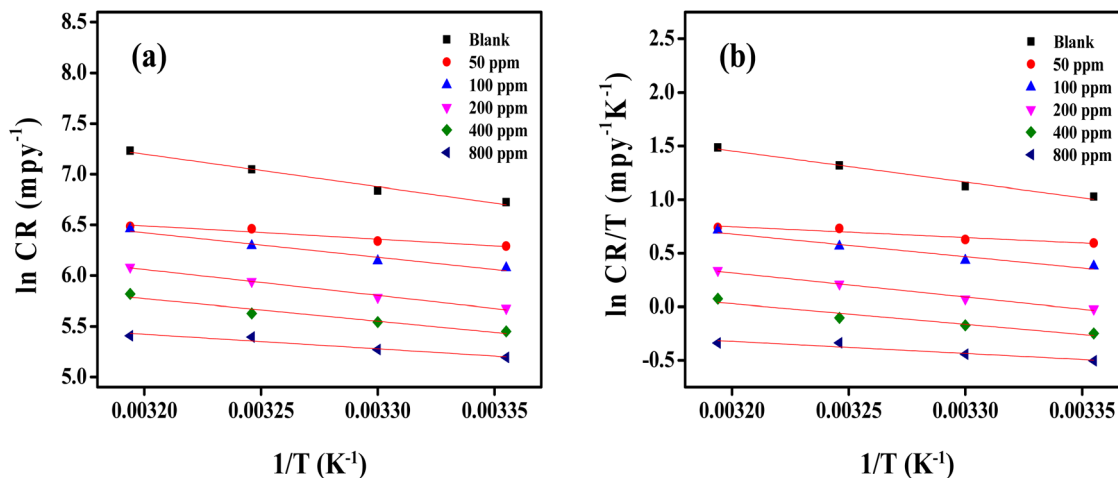 (a)
Blank
50 ppm
100 ppm
200 ppm
400 ppm
800 ppm
8.5
8.0
7.5
7.0
6.5
6.0
5.5
5.0
ln CR (mpy⁻¹)
0.00320 0.00325 0.00330 0.00335
1/T (K⁻¹)
(b)
Blank
50 ppm
100 ppm
200 ppm
400 ppm
800 ppm
2.5
2.0
1.5
1.0
0.5
0.0
-0.5
ln CR/T (mpy⁻¹K⁻¹)
0.00320 0.00325 0.00330 0.00335
1/T (K⁻¹)